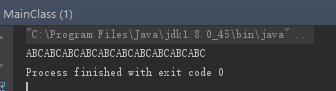 MainClass (1)
"C:\Program Files\Java\jdk1.8.0_45\bin\java" ...
ABCABCABCABCABCABCABCABCABCABC
Process finished with exit code 0